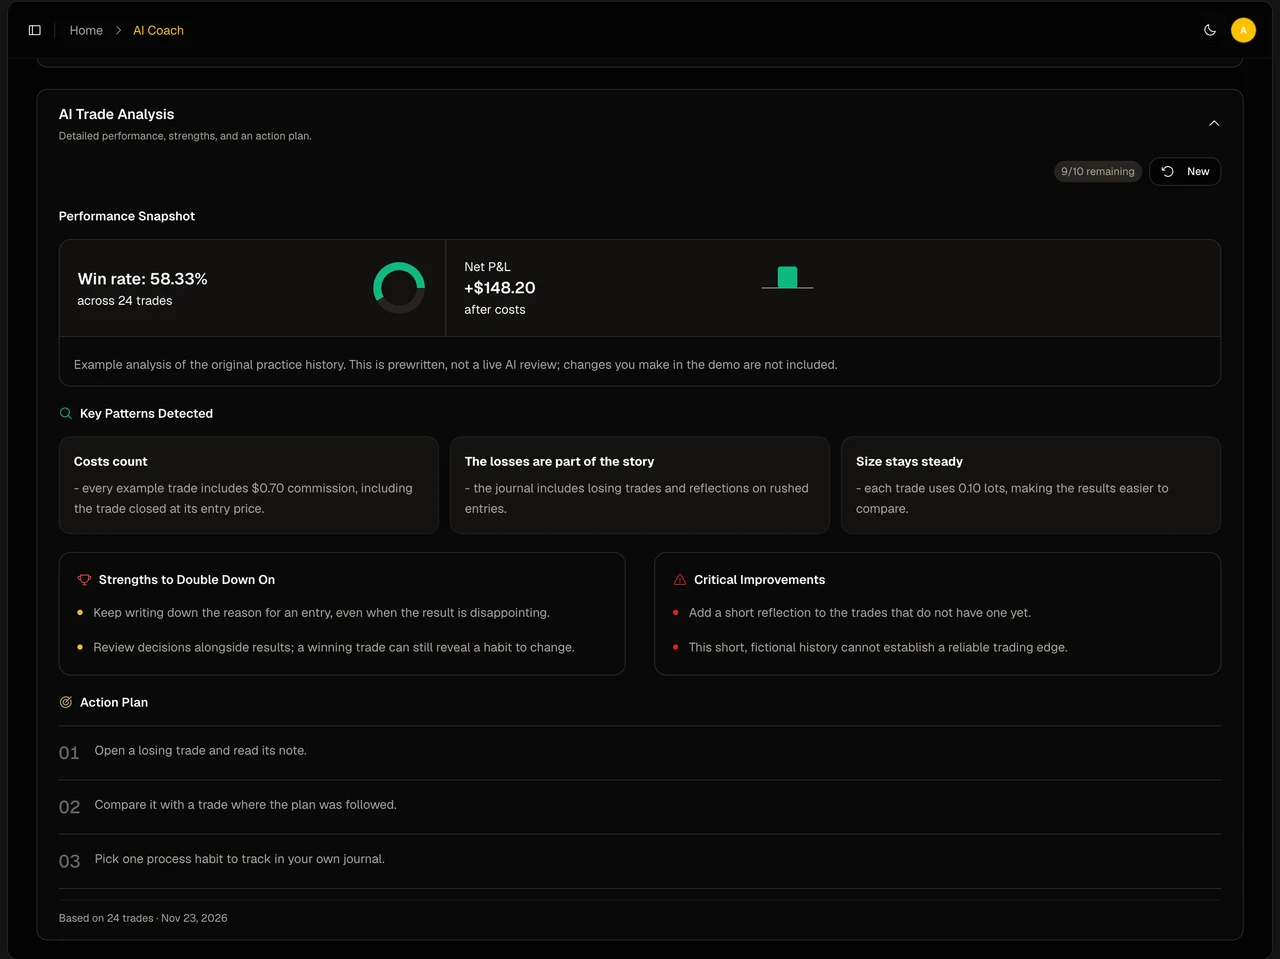 Home > AI Coach
A
AI Trade Analysis
Detailed performance, strengths, and an action plan.
9/10 remaining
New
Performance Snapshot
Win rate: 58.33%
across 24 trades
Net P&L
+$148.20
after costs
Example analysis of the original practice history. This is prewritten, not a live AI review; changes you make in the demo are not included.
Key Patterns Detected
Costs count
- every example trade includes $0.70 commission, including
the trade closed at its entry price.
The losses are part of the story
- the journal includes losing trades and reflections on rushed
entries.
Size stays steady
- each trade uses 0.10 lots, making the results easier to
compare.
Strengths to Double Down On
Keep writing down the reason for an entry, even when the result is disappointing.
Review decisions alongside results; a winning trade can still reveal a habit to change.
Critical Improvements
Add a short reflection to the trades that do not have one yet.
This short, fictional history cannot establish a reliable trading edge.
Action Plan
01 Open a losing trade and read its note.
02 Compare it with a trade where the plan was followed.
03 Pick one process habit to track in your own journal.
Based on 24 trades · Nov 23, 2026